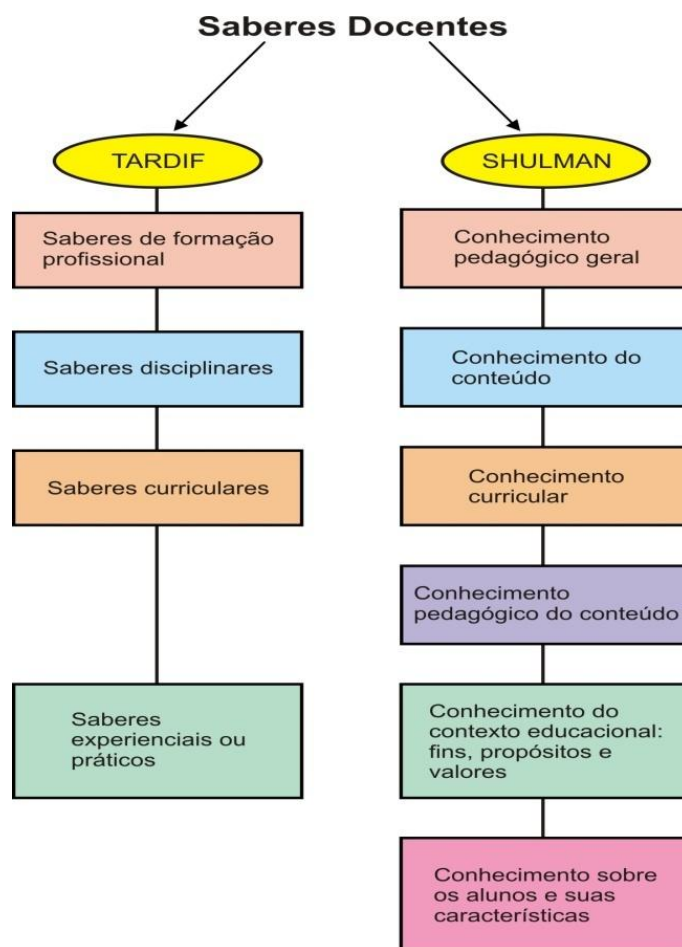 Saberes Docentes
TARDIF
Saberes de formação
profissional
Saberes disciplinares
Saberes curriculares
Saberes
experienciais ou
práticos
SHULMAN
Conhecimento
pedagógico geral
Conhecimento do
conteúdo
Conhecimento
curricular
Conhecimento
pedagógico do conteúdo
Conhecimento do
contexto educacional:
fins, propósitos e
valores
Conhecimento sobre
os alunos e suas
características